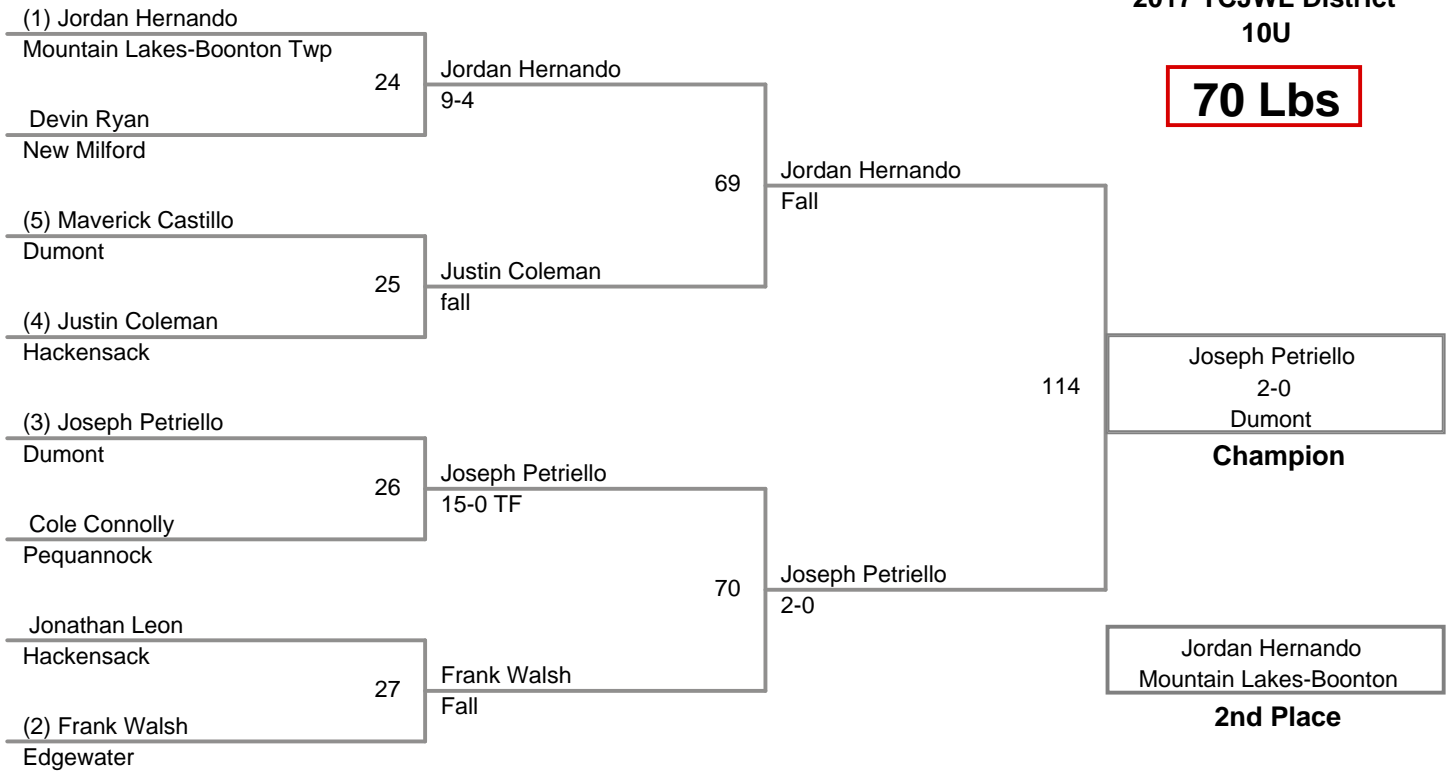 2017 TCJWL District
10U
70 Lbs
(1) Jordan Hernando
Mountain Lakes-Boonton Twp
24
Devin Ryan
New Milford
Jordan Hernando
9-4
(5) Maverick Castillo
Dumont
25
(4) Justin Coleman
Hackensack
Justin Coleman
fall
69
Jordan Hernando
Fall
(3) Joseph Petriello
Dumont
26
Cole Connolly
Pequannock
Joseph Petriello
15-0 TF
Jonathan Leon
Hackensack
27
(2) Frank Walsh
Edgewater
Frank Walsh
Fall
70
Joseph Petriello
2-0
114
Joseph Petriello
2-0
Dumont
Champion
Jordan Hernando
Mountain Lakes-Boonton
2nd Place